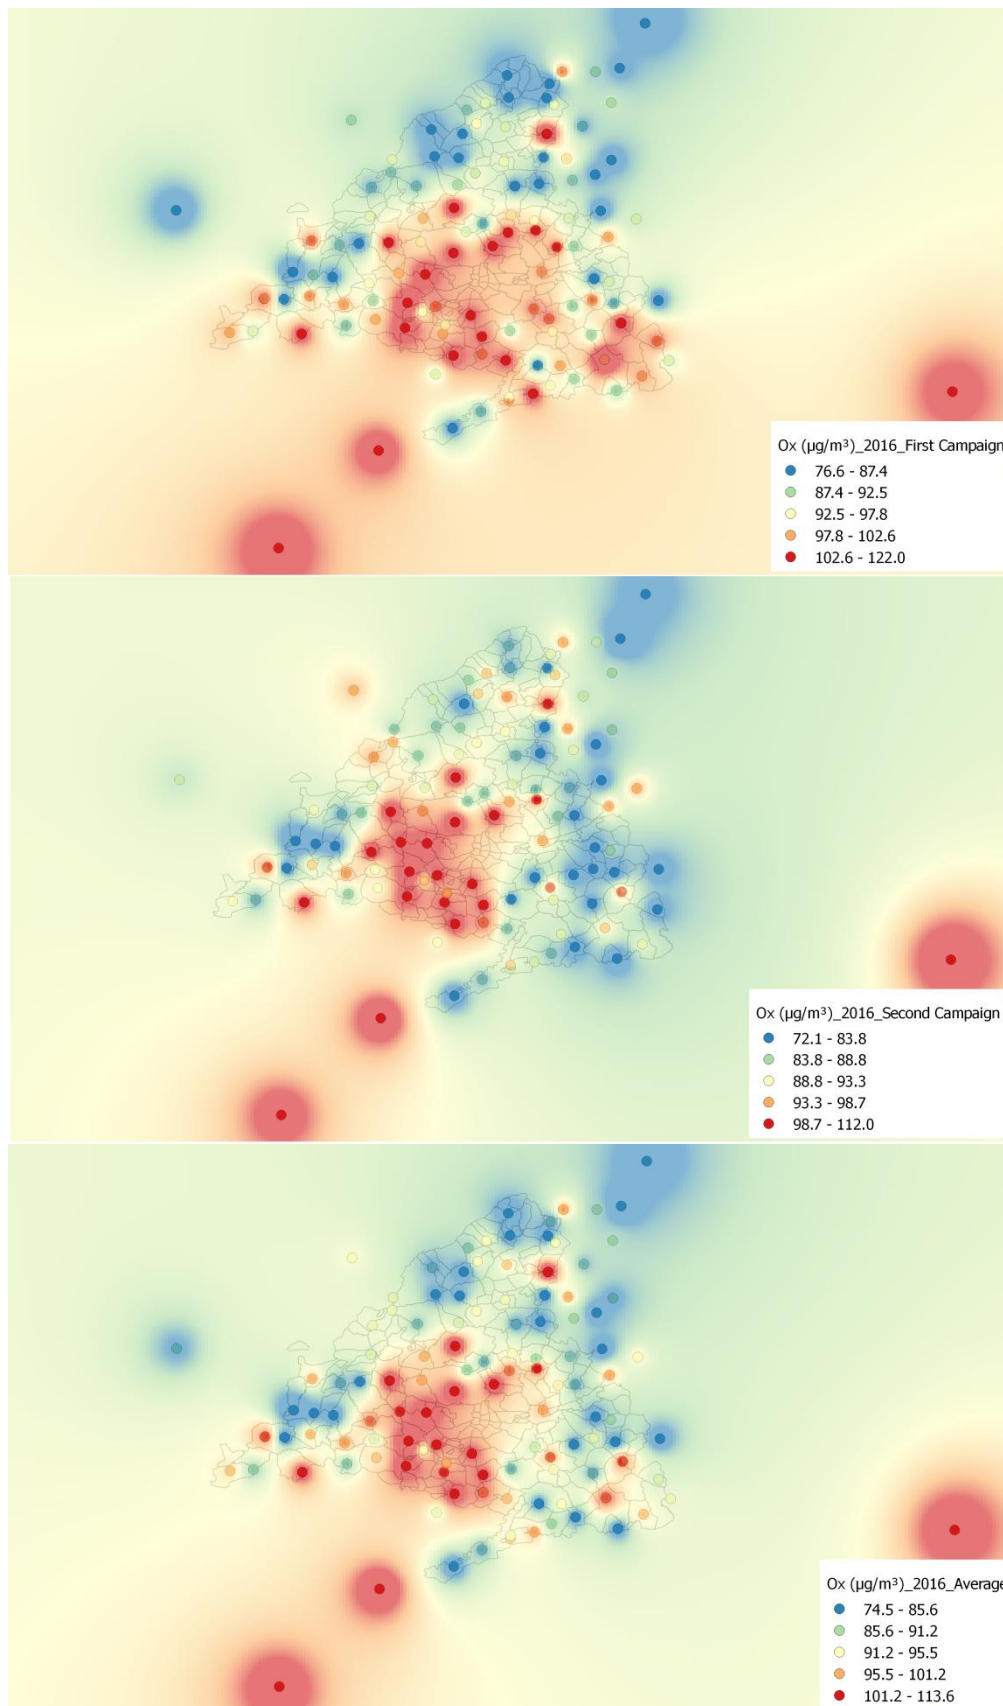 Ox (µg/m³)_2016_First Campaign
76.6 - 87.4
87.4 - 92.5
92.5 - 97.8
97.8 - 102.6
102.6 - 122.0
Ox (µg/m³)_2016_Second Campaign
72.1 - 83.8
83.8 - 88.8
88.8 - 93.3
93.3 - 98.7
98.7 - 112.0
Ox (µg/m³)_2016_Average
74.5 - 85.6
85.6 - 91.2
91.2 - 95.5
95.5 - 101.2
101.2 - 113.6